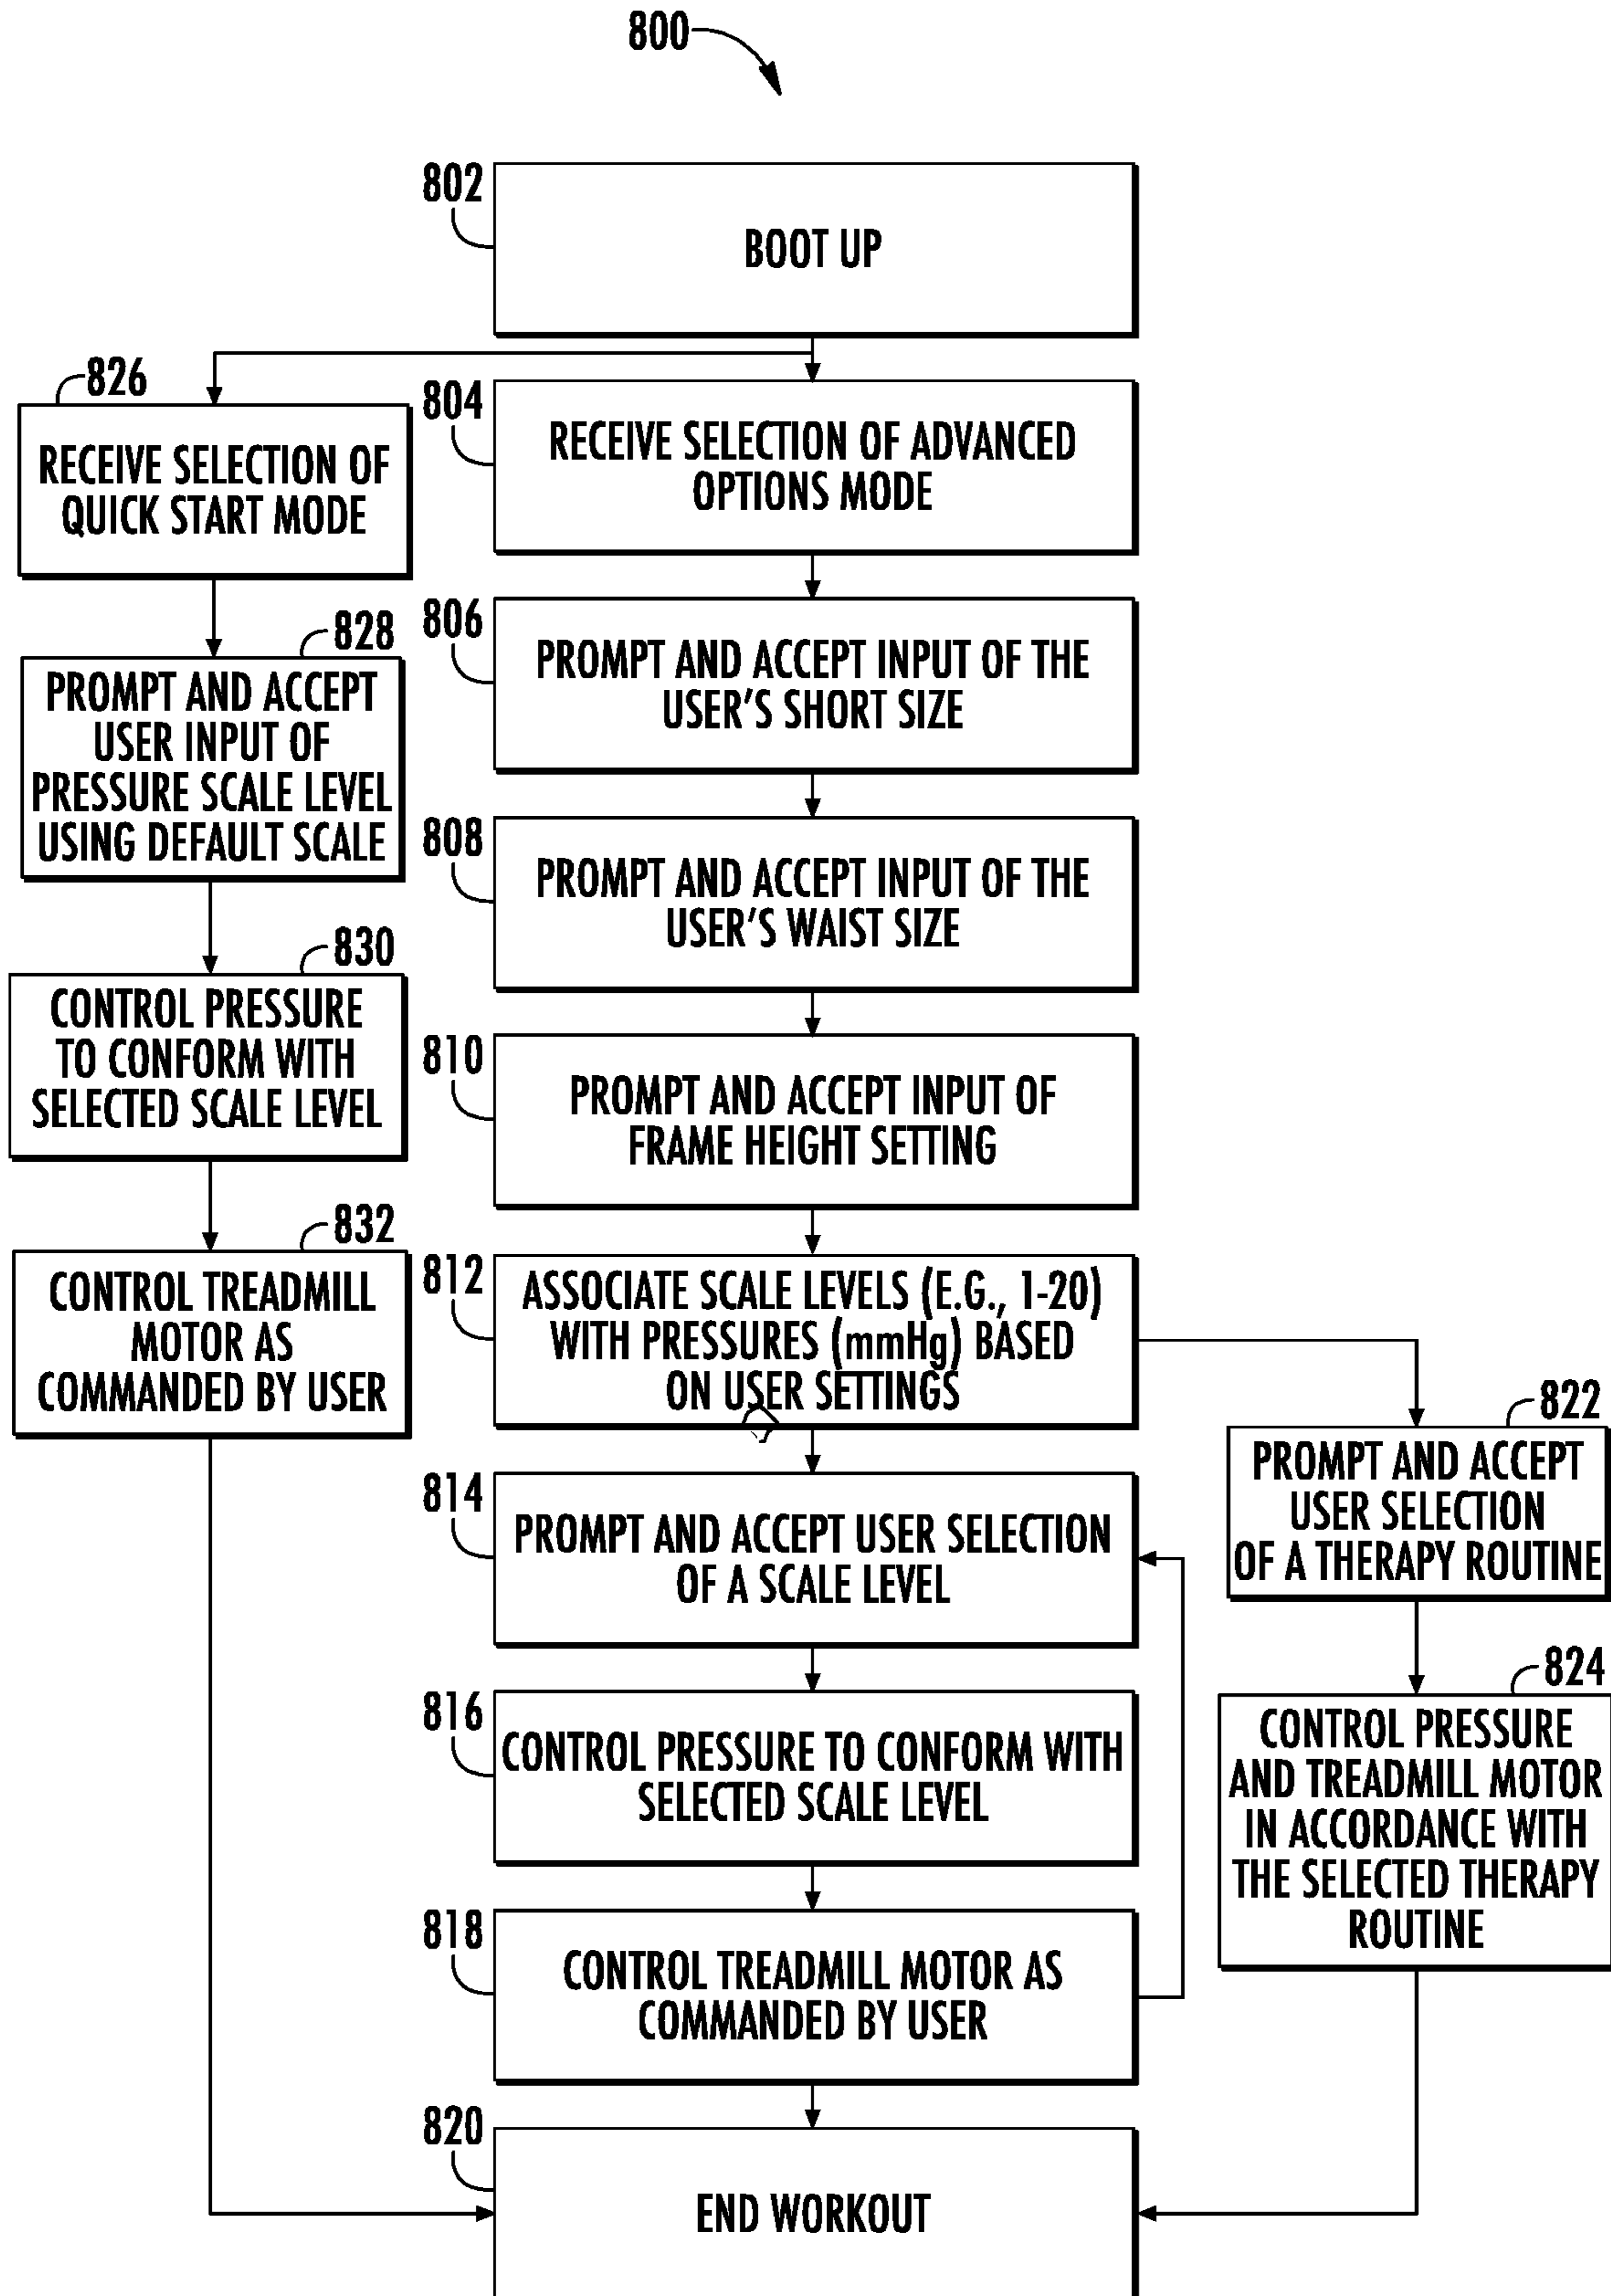 800
802
BOOT UP
826
RECEIVE SELECTION OF
QUICK START MODE
804
RECEIVE SELECTION OF ADVANCED
OPTIONS MODE
828
PROMPT AND ACCEPT
USER INPUT OF
PRESSURE SCALE LEVEL
USING DEFAULT SCALE
806
PROMPT AND ACCEPT INPUT OF THE
USER'S SHORT SIZE
808
PROMPT AND ACCEPT INPUT OF THE
USER'S WAIST SIZE
830
CONTROL PRESSURE
TO CONFORM WITH
SELECTED SCALE LEVEL
810
PROMPT AND ACCEPT INPUT OF
FRAME HEIGHT SETTING
832
CONTROL TREADMILL
MOTOR AS
COMMANDED BY USER
812
ASSOCIATE SCALE LEVELS (E.G., 1-20)
WITH PRESSURES (mmHg) BASED
ON USER SETTINGS
822
PROMPT AND ACCEPT
USER SELECTION
OF A THERAPY ROUTINE
814
PROMPT AND ACCEPT USER SELECTION
OF A SCALE LEVEL
824
CONTROL PRESSURE
AND TREADMILL MOTOR
IN ACCORDANCE WITH
THE SELECTED THERAPY
ROUTINE
816
CONTROL PRESSURE TO CONFORM WITH
SELECTED SCALE LEVEL
818
CONTROL TREADMILL MOTOR AS
COMMANDED BY USER
820
END WORKOUT